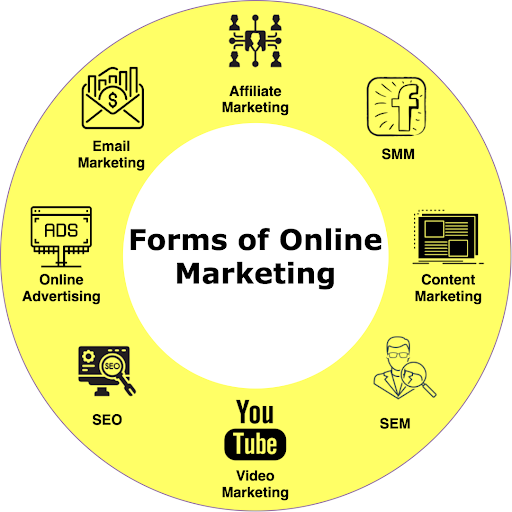 Forms of Online
Marketing
Affiliate
Marketing
SMM
Content
Marketing
SEM
You
Tube
Video
Marketing
SEO
SEO
ADS
Online
Advertising
Email
Marketing